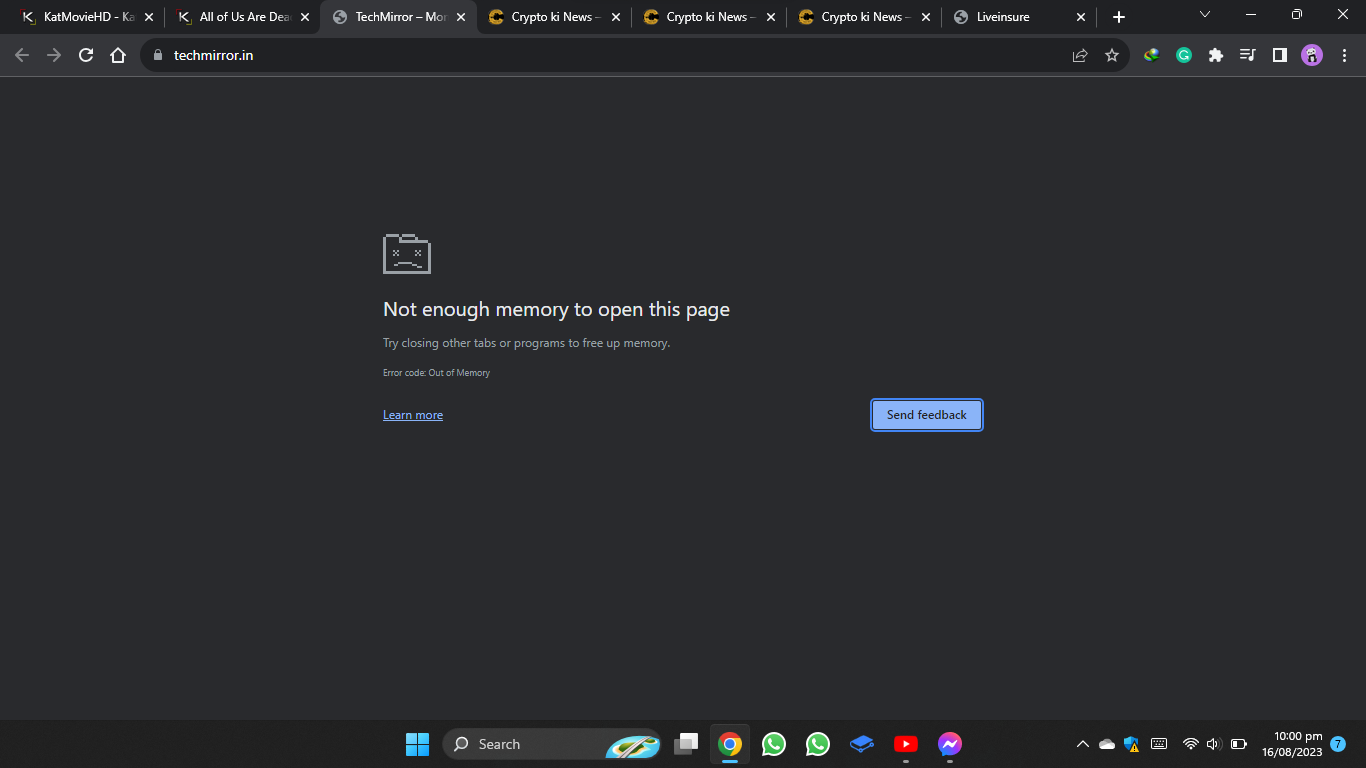 KatMovieHD - Ka
All of Us Are Dea
TechMirror – Mor
Crypto ki News –
Crypto ki News –
Crypto ki News –
Liveinsure
techmirror.in
Not enough memory to open this page
Try closing other tabs or programs to free up memory.
Error code: Out of Memory
Learn more
Send feedback
Search
10:00 pm
16/08/2023
7